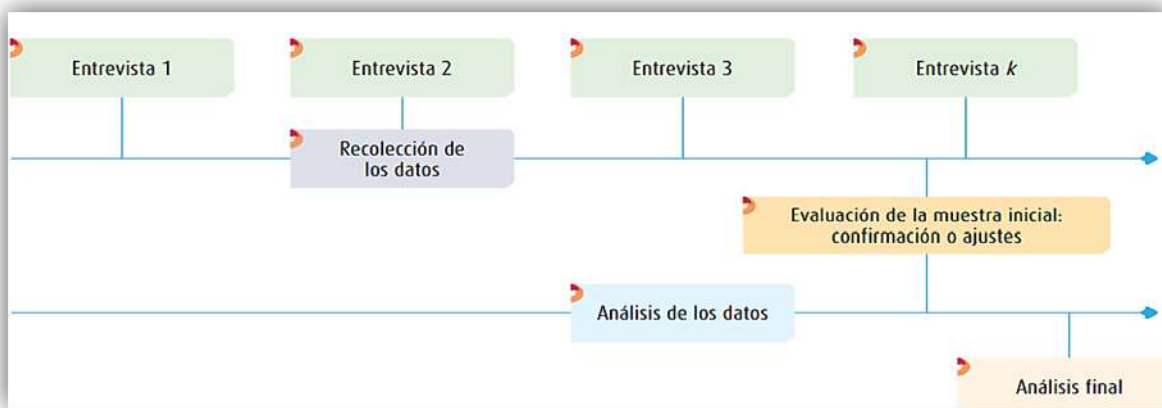 Entrevista 1
Entrevista 2
Entrevista 3
Entrevista k
Recolección de
los datos
Evaluación de la muestra inicial:
confirmación o ajustes
Análisis de los datos
Análisis final